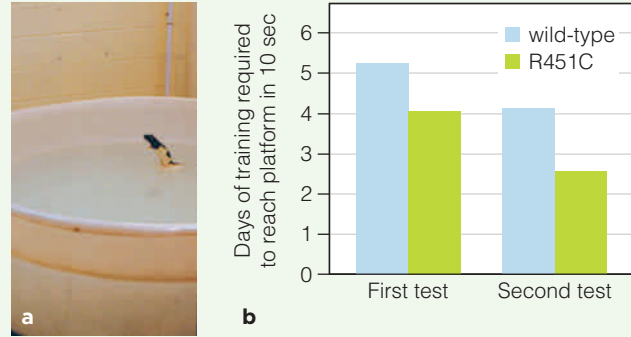 a
b
Days of training required
to reach platform in 10 sec
6
5
4
3
2
1
0
wild-type
R451C
First test
Second test